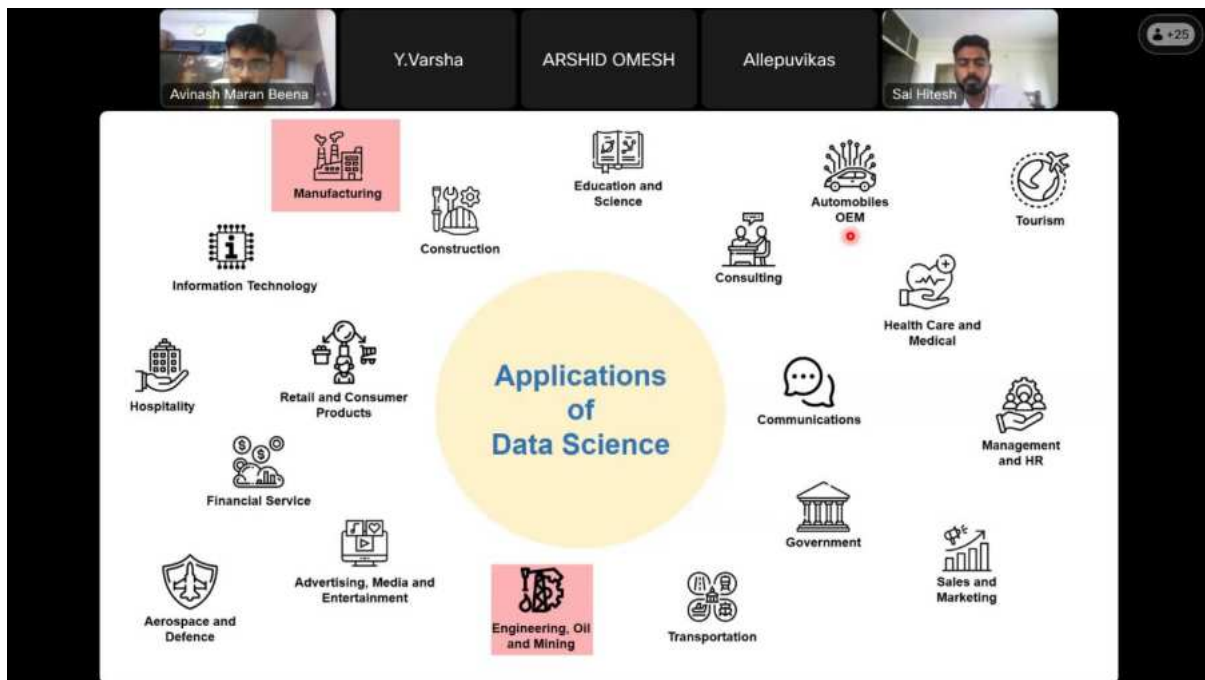 Avinash Maran Beena
Y.Varsha
ARSHID OMESH
Allepuvikas
Sai Hitesh
+25
Manufacturing
Construction
Education and
Science
Automobiles
OEM
Tourism
Information Technology
Consulting
Health Care and
Medical
Hospitality
Retail and Consumer
Products
Applications
of
Data Science
Communications
Management
and HR
Financial Service
Government
Advertising, Media and
Entertainment
Sales and
Marketing
Aerospace and
Defence
Engineering, Oil
and Mining
Transportation